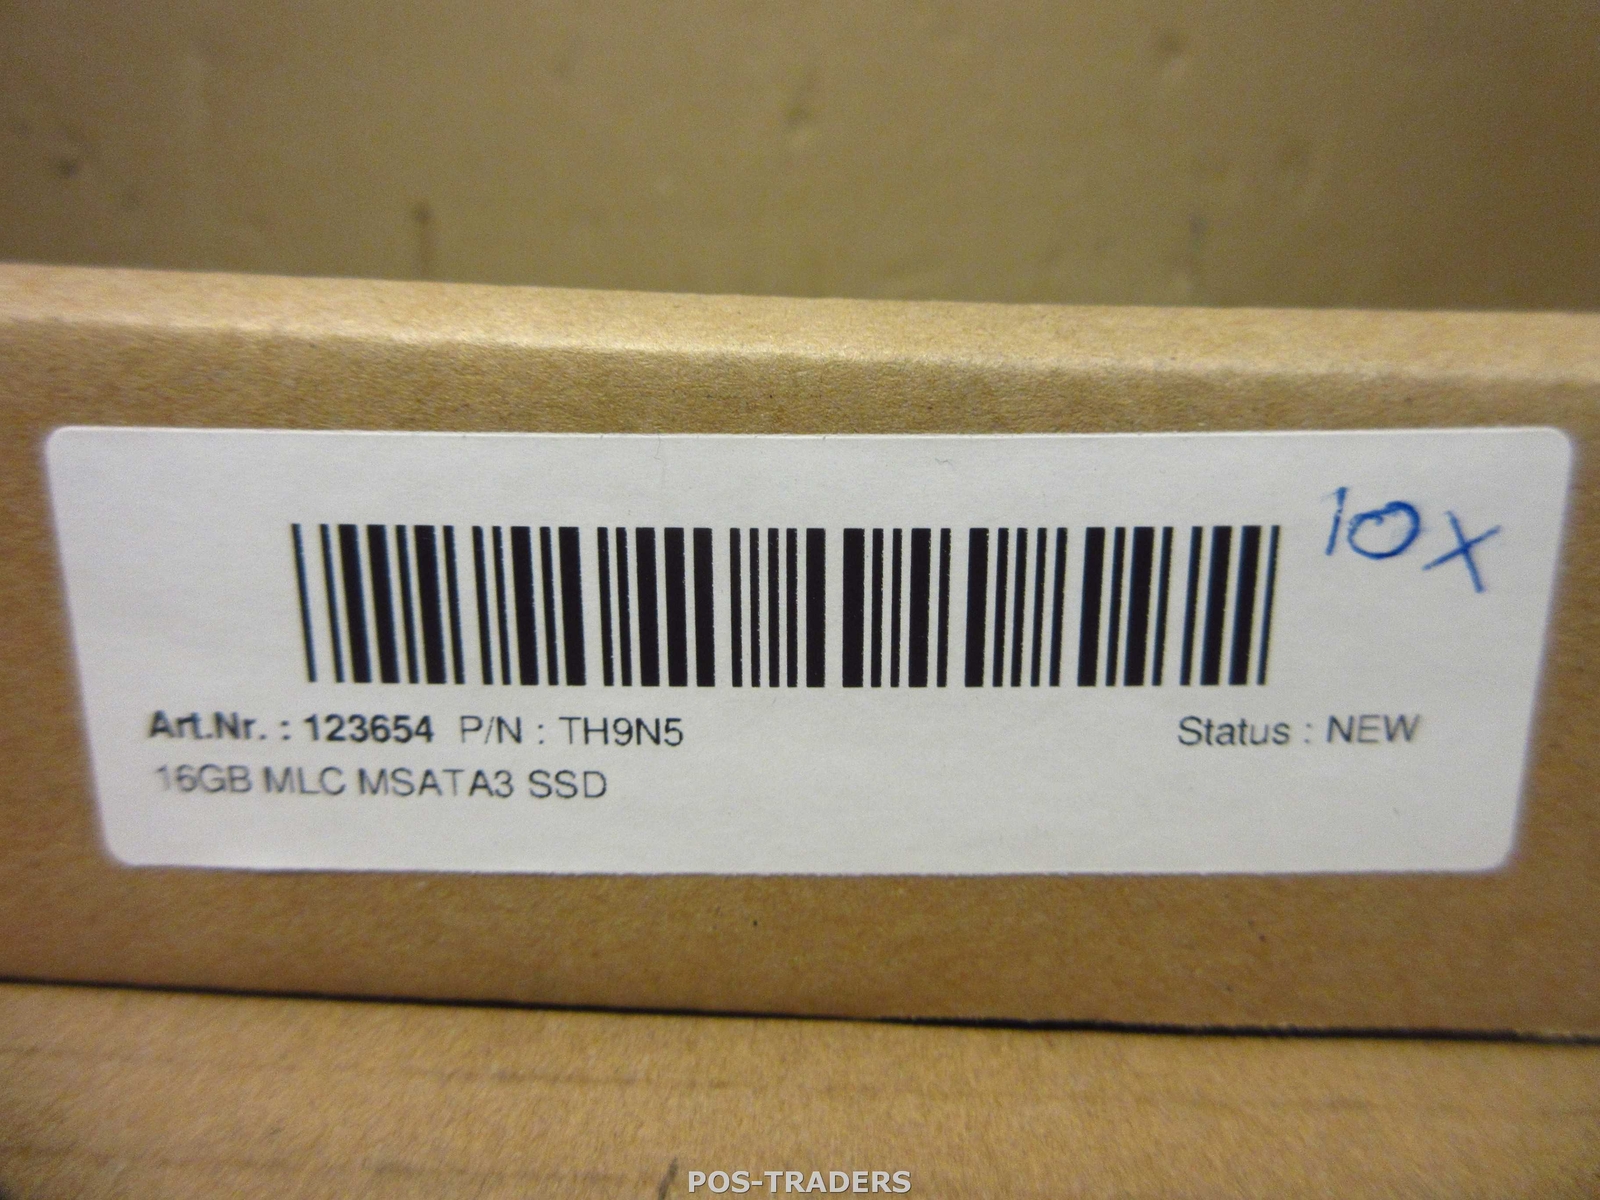 10x
Art.Nr. : 123654 P/N : TH9N5 Status : NEW
16GB MLC MSATA3 SSD
POS-TRADERS